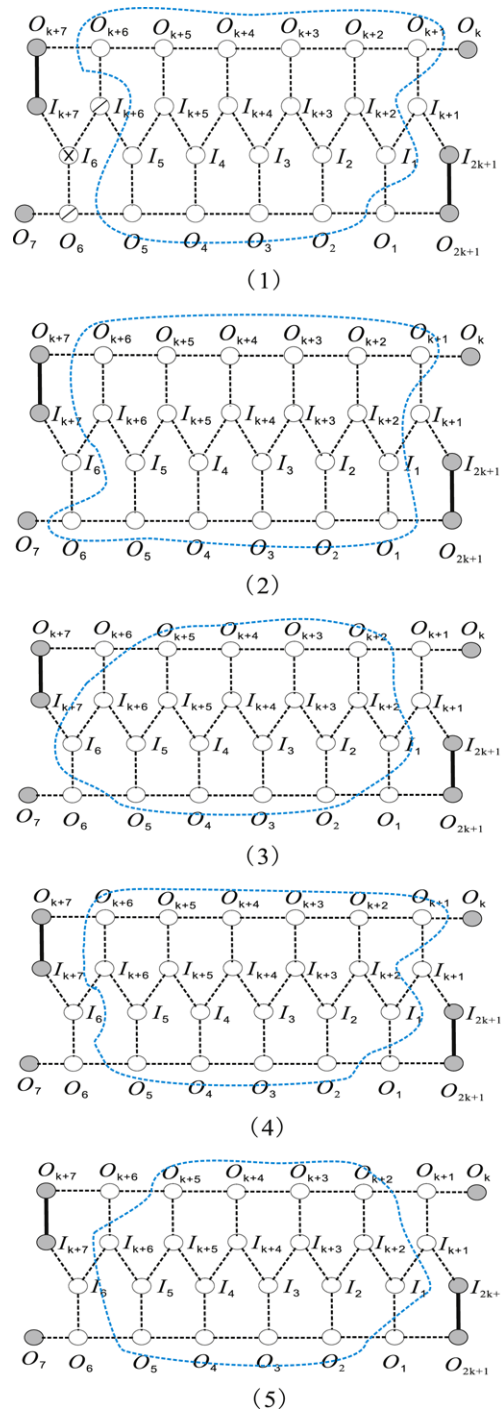 O_{k+7} O_{k+6} O_{k+5} O_{k+4} O_{k+3} O_{k+2} O_{k+1} O_k
I_{k+7} I_{k+6} I_{k+5} I_{k+4} I_{k+3} I_{k+2} I_{k+1}
I_6 I_5 I_4 I_3 I_2 I_1 I_{2k+1}
O_7 O_6 O_5 O_4 O_3 O_2 O_1 O_{2k+1}
(1)
O_{k+7} O_{k+6} O_{k+5} O_{k+4} O_{k+3} O_{k+2} O_{k+1} O_k
I_{k+7} I_{k+6} I_{k+5} I_{k+4} I_{k+3} I_{k+2} I_{k+1}
I_6 I_5 I_4 I_3 I_2 I_1 I_{2k+1}
O_7 O_6 O_5 O_4 O_3 O_2 O_1 O_{2k+1}
(2)
O_{k+7} O_{k+6} O_{k+5} O_{k+4} O_{k+3} O_{k+2} O_{k+1} O_k
I_{k+7} I_{k+6} I_{k+5} I_{k+4} I_{k+3} I_{k+2} I_{k+1}
I_6 I_5 I_4 I_3 I_2 I_1 I_{2k+1}
O_7 O_6 O_5 O_4 O_3 O_2 O_1 O_{2k+1}
(3)
O_{k+7} O_{k+6} O_{k+5} O_{k+4} O_{k+3} O_{k+2} O_{k+1} O_k
I_{k+7} I_{k+6} I_{k+5} I_{k+4} I_{k+3} I_{k+2} I_{k+1}
I_6 I_5 I_4 I_3 I_2 I_1 I_{2k+1}
O_7 O_6 O_5 O_4 O_3 O_2 O_1 O_{2k+1}
(4)
O_{k+7} O_{k+6} O_{k+5} O_{k+4} O_{k+3} O_{k+2} O_{k+1} O_k
I_{k+7} I_{k+6} I_{k+5} I_{k+4} I_{k+3} I_{k+2} I_{k+1}
I_6 I_5 I_4 I_3 I_2 I_1 I_{2k+}
O_7 O_6 O_5 O_4 O_3 O_2 O_1 O_{2k+1}
(5)